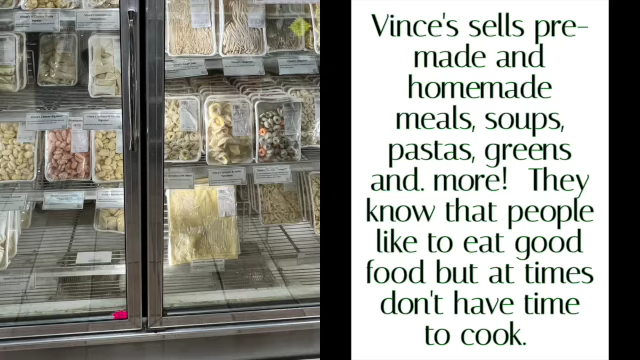 Vince's sells pre-
made and
homemade
meals, soups,
pastas, greens
and. more!  They
know that people
like to eat good
food but at times
don't have time
to cook.